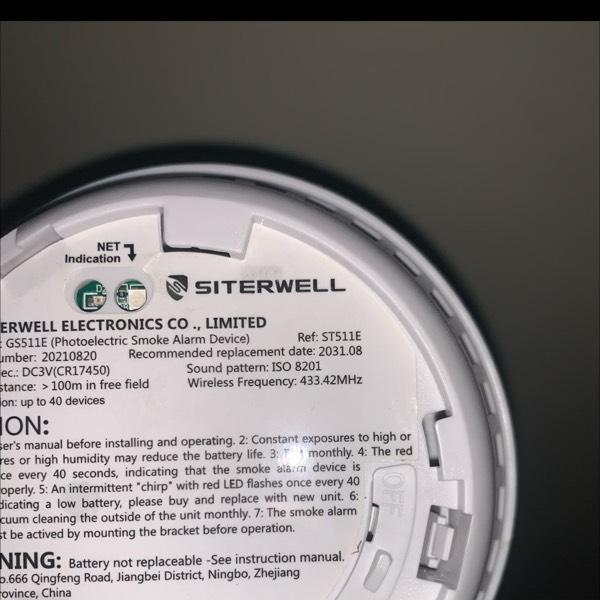 NET
Indication
SITERWELL
ERWELL ELECTRONICS CO ., LIMITED
: GS511E (Photoelectric Smoke Alarm Device) Ref: ST511E
umber: 20210820 Recommended replacement date: 2031.08
ec.: DC3V(CR17450) Sound pattern: ISO 8201
stance: >100m in free field Wireless Frequency: 433.42MHz
ion: up to 40 devices
ION:
ser's manual before installing and operating. 2: Constant exposures to high or
res or high humidity may reduce the battery life. 3: monthly. 4: The red
ce every 40 seconds, indicating that the smoke alarm device is
operly. 5: An intermittent "chirp" with red LED flashes once every 40
dicating a low battery, please buy and replace with new unit. 6:
cuum cleaning the outside of the unit monthly. 7: The smoke alarm
st be actived by mounting the bracket before operation.
OFF
NING: Battery not replaceable -See instruction manual.
o.666 Qingfeng Road, Jiangbei District, Ningbo, Zhejiang
rovince, China